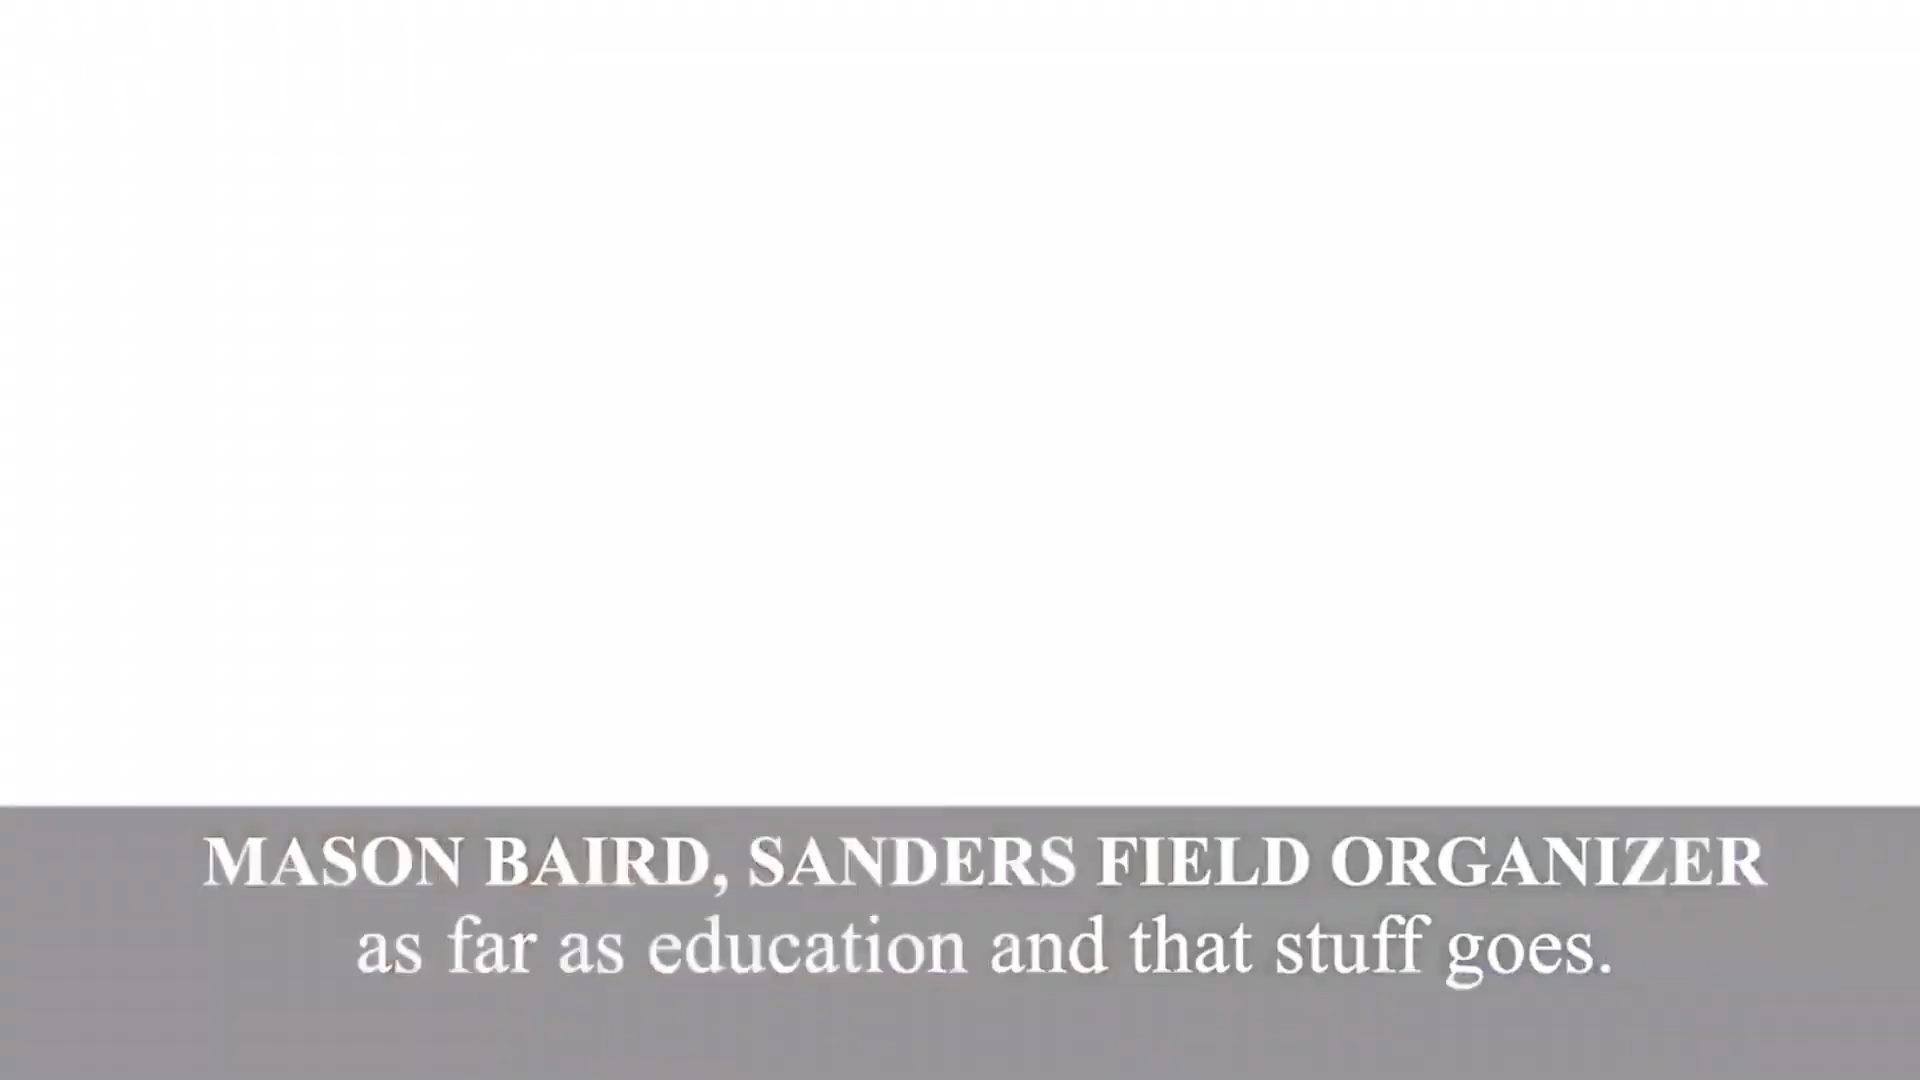 MASON BAIRD, SANDERS FIELD ORGANIZER
as far as education and that stuff goes.